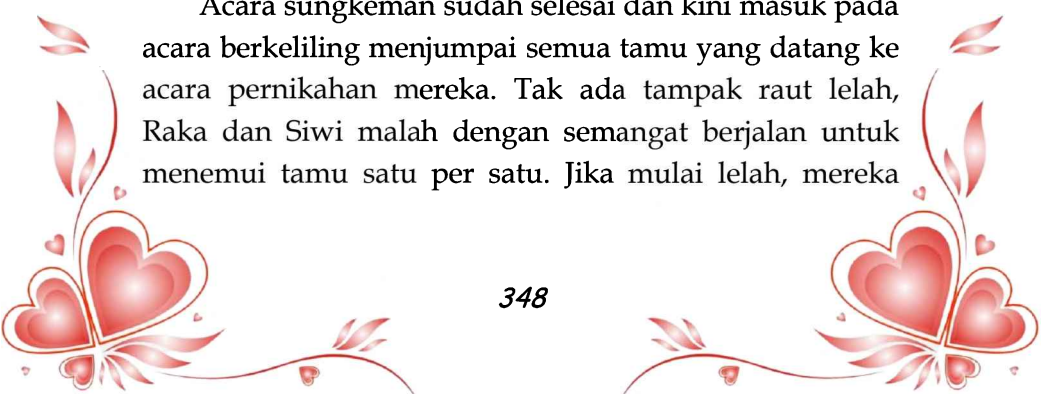 Acara sungkeman sudah selesai dan kini masuk pada
acara berkeliling menjumpai semua tamu yang datang ke
acara pernikahan mereka. Tak ada tampak raut lelah,
Raka dan Siwi malah dengan semangat berjalan untuk
menemui tamu satu per satu. Jika mulai lelah, mereka
348